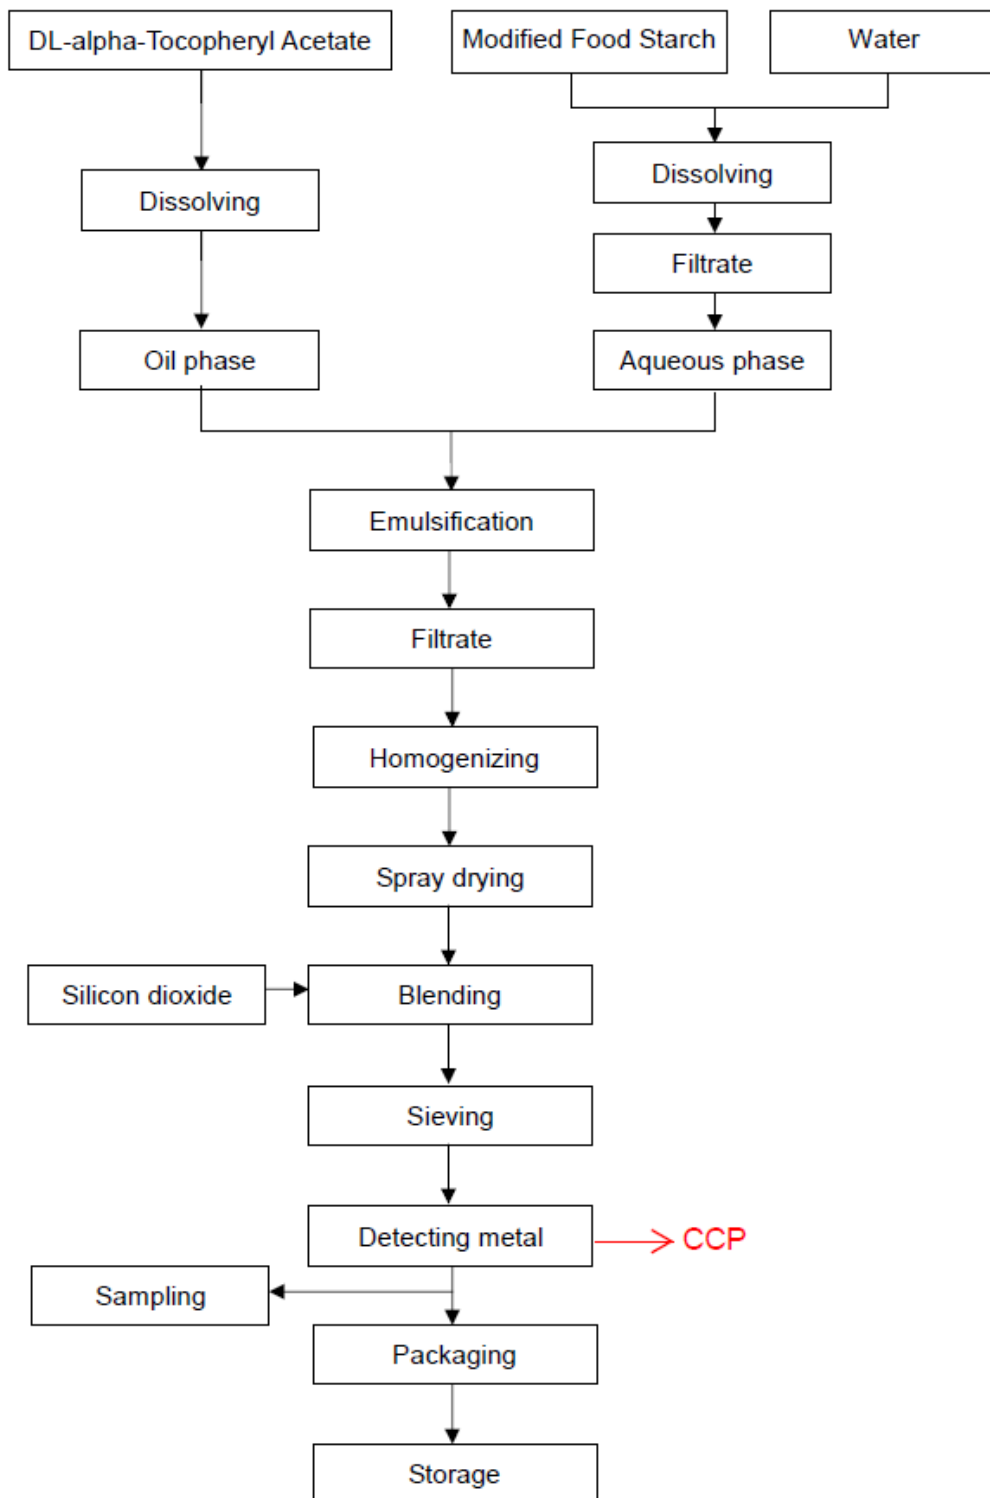 DL-alpha-Tocopheryl Acetate
Modified Food Starch
Water
Dissolving
Dissolving
Filtrate
Oil phase
Aqueous phase
Emulsification
Filtrate
Homogenizing
Spray drying
Silicon dioxide
Blending
Sieving
Detecting metal
CCP
Sampling
Packaging
Storage